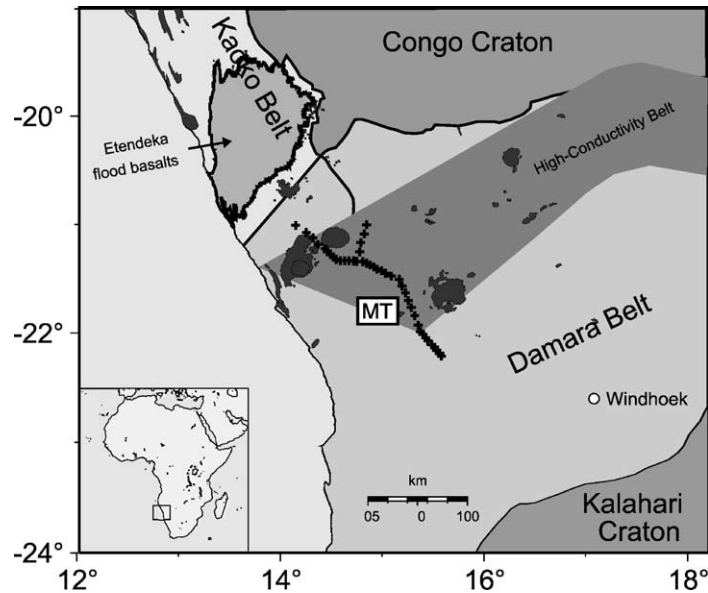 Kaoko Belt
Congo Craton
-20°
Etendeka
flood basalts
High-Conductivity Belt
MT
-22°
Damara Belt
Windhoek
km
05 0 100
Kalahari
Craton
-24°
12 14° 16° 18°